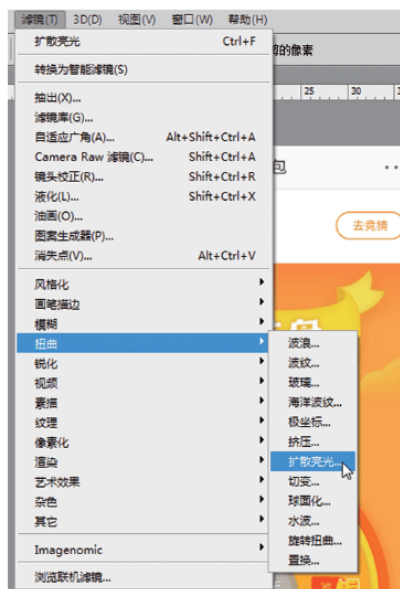 滤镜(T) 3D(D) 视图(V) 窗口(W) 帮助(H)
扩散亮光 Ctrl+F
剪的像素
转换为智能滤镜(S)
25 30
抽出(X)...
滤镜库(G)...
自适应广角(A)... Alt+Shift+Ctrl+A
Camera Raw 滤镜(C)... Shift+Ctrl+A
包
镜头校正(R)... Shift+Ctrl+R
液化(L)... Shift+Ctrl+X
油画(O)...
去竞猜
图案生成器(P)...
消失点(V)... Alt+Ctrl+V
风格化
画笔描边
模糊
扭曲
锐化
视频
素描
纹理
像素化
渲染
艺术效果
杂色
其它
Imagenomic
浏览联机滤镜...
波浪...
波纹...
玻璃...
海洋波纹...
极坐标...
挤压...
扩散亮光...
切变...
球面化...
水波...
旋转扭曲...
置换...